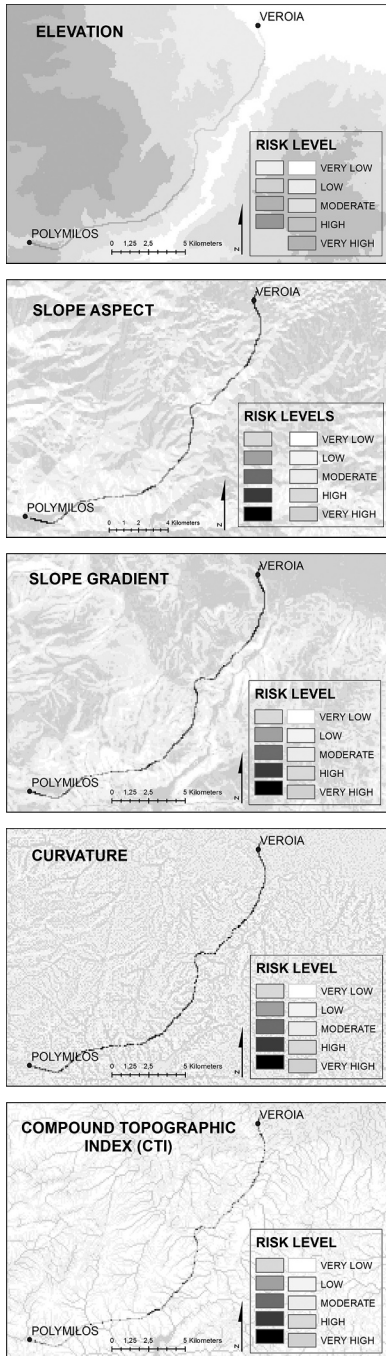 ELEVATION
VEROIA
POLYMILOS
0 1,25 2,5 5 Kilometers
N
RISK LEVEL
VERY LOW
LOW
MODERATE
HIGH
VERY HIGH
SLOPE ASPECT
VEROIA
POLYMILOS
0 1 2 4 Kilometers
N
RISK LEVELS
VERY LOW
LOW
MODERATE
HIGH
VERY HIGH
SLOPE GRADIENT
VEROIA
POLYMILOS
0 1,25 2,5 5 Kilometers
N
RISK LEVEL
VERY LOW
LOW
MODERATE
HIGH
VERY HIGH
CURVATURE
VEROIA
POLYMILOS
0 1,25 2,5 5 Kilometers
N
RISK LEVEL
VERY LOW
LOW
MODERATE
HIGH
VERY HIGH
COMPOUND TOPOGRAPHIC
INDEX (CTI)
VEROIA
POLYMILOS
0 1,25 2,5 5 Kilometers
N
RISK LEVEL
VERY LOW
LOW
MODERATE
HIGH
VERY HIGH